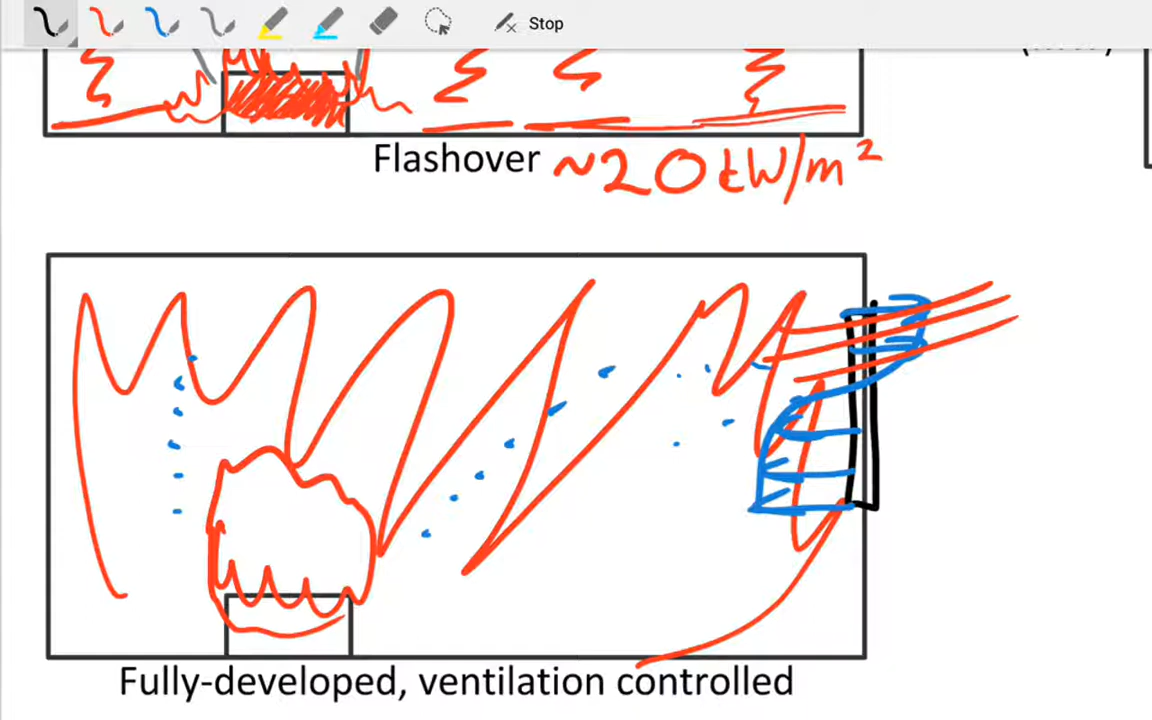 Stop
Flashover ~20 kW/m²
Fully-developed, ventilation controlled